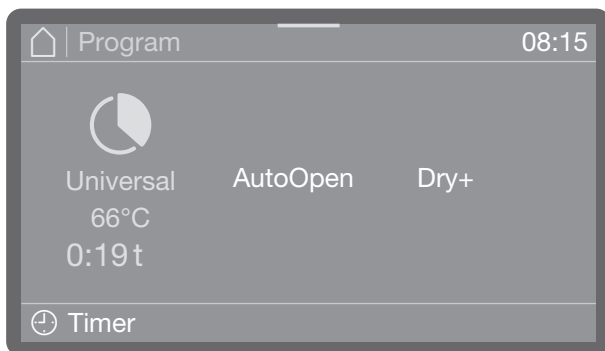 Program 08:15
Universal AutoOpen Dry+
66°C
0:19 t
Timer